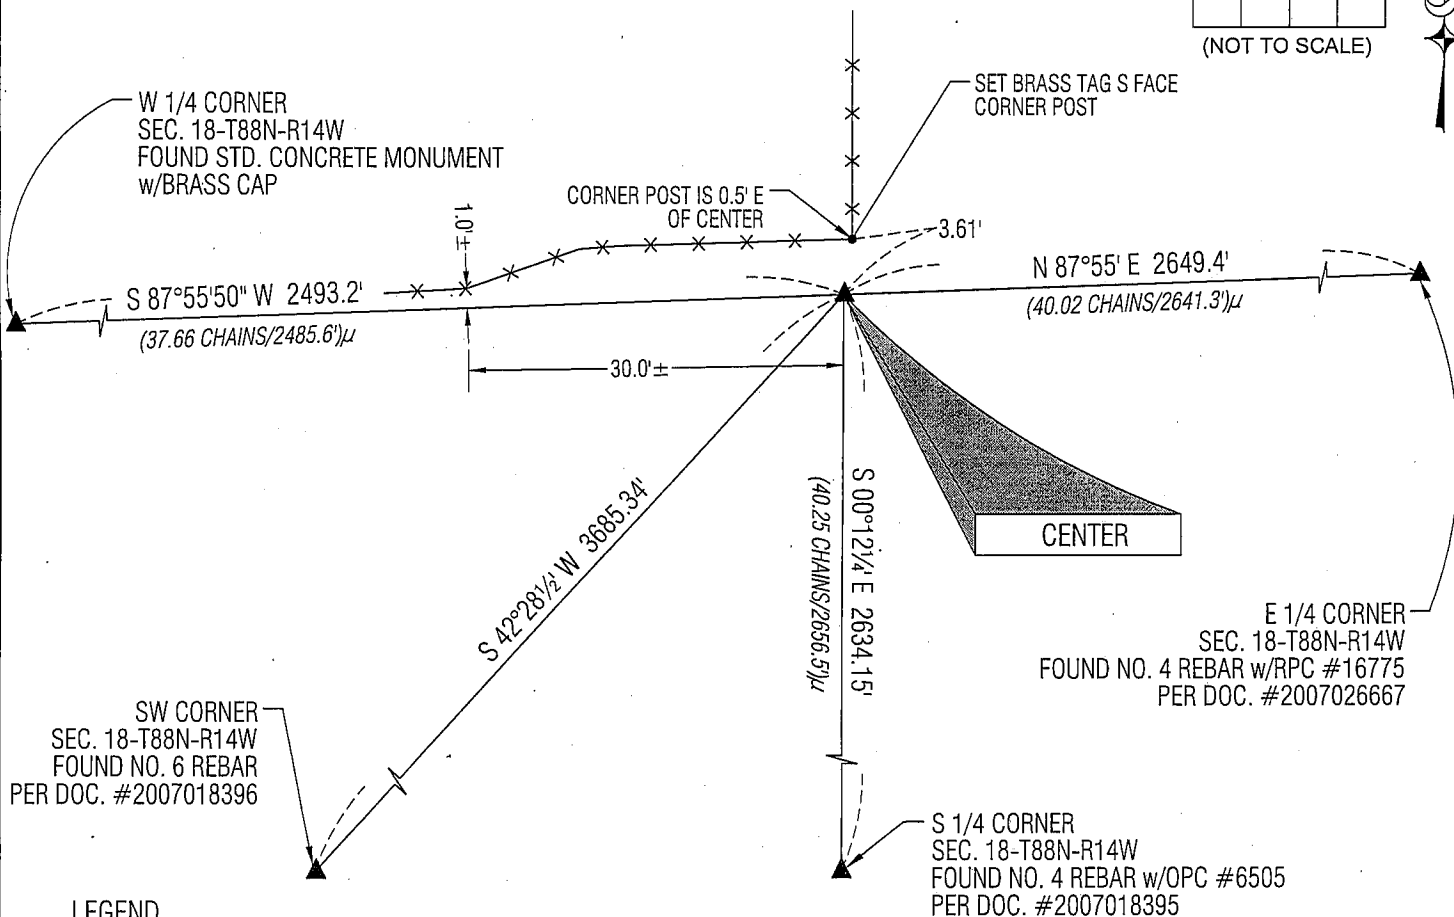 (NOT TO SCALE)
W 1/4 CORNER
SEC. 18-T88N-R14W
FOUND STD. CONCRETE MONUMENT
w/BRASS CAP
SET BRASS TAG S FACE
CORNER POST
CORNER POST IS 0.5' E
OF CENTER
1.0'±
3.61'
S 87°55'50" W 2493.2'
(37.66 CHAINS/2485.6')µ
N 87°55' E 2649.4'
(40.02 CHAINS/2641.3')µ
30.0'±
S 42°28½' W 3685.34'
S 00°12¼' E 2634.15'
(40.25 CHAINS/2656.5')µ
CENTER
E 1/4 CORNER
SEC. 18-T88N-R14W
FOUND NO. 4 REBAR w/RPC #16775
PER DOC. #2007026667
SW CORNER
SEC. 18-T88N-R14W
FOUND NO. 6 REBAR
PER DOC. #2007018396
S 1/4 CORNER
SEC. 18-T88N-R14W
FOUND NO. 4 REBAR w/OPC #6505
PER DOC. #2007018395
LEGEND